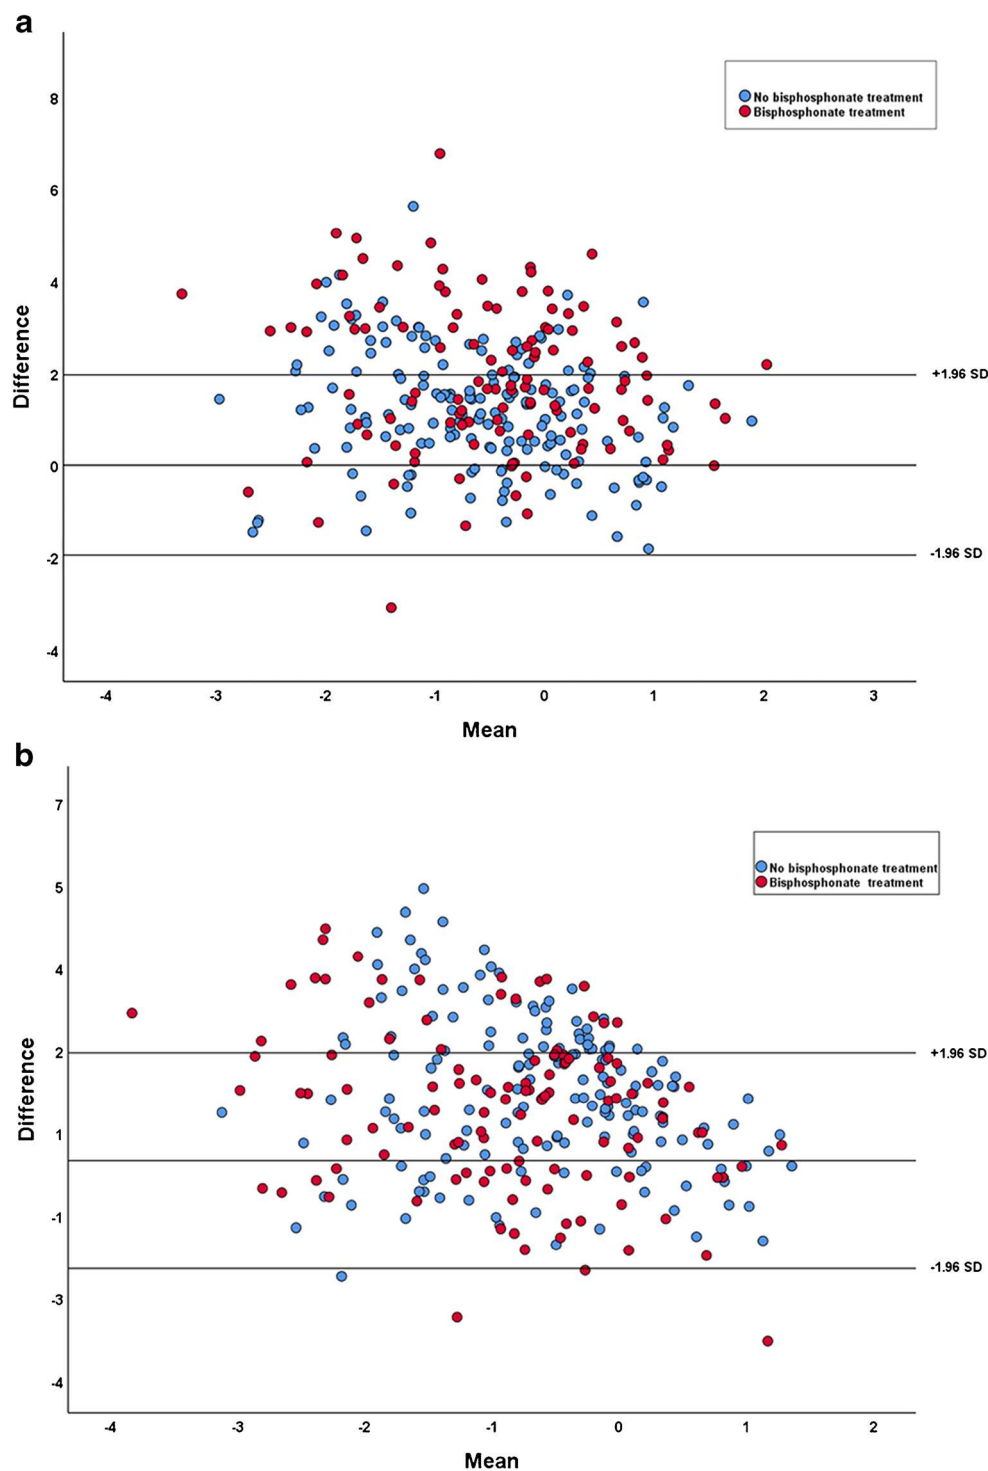 a
8
6
4
2
0
-2
-4
Difference
No bisphosphonate treatment
Bisphosphonate treatment
+1.96 SD
-1.96 SD
-4 -3 -2 -1 0 1 2 3
Mean
b
7
5
4
2
1
-1
-3
-4
Difference
No bisphosphonate treatment
Bisphosphonate treatment
+1.96 SD
-1.96 SD
-4 -3 -2 -1 0 1 2
Mean